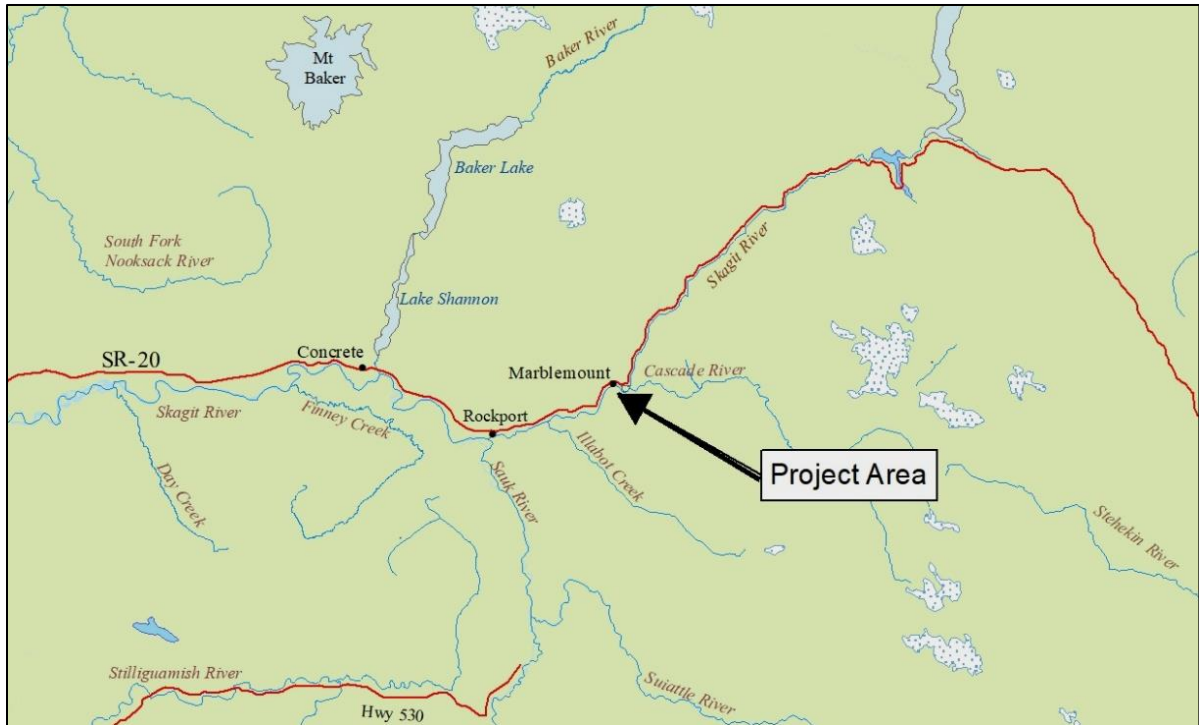 Mt
Baker
Baker River
Baker Lake
South Fork
Nooksack River
Skagit River
Lake Shannon
Concrete
SR-20
Marblemount
Cascade River
Skagit River
Finney Creek
Rockport
Illabot Creek
Project Area
Day Creek
Sauk River
Stehekin River
Stilliguamish River
Suiattle River
Hwy 530